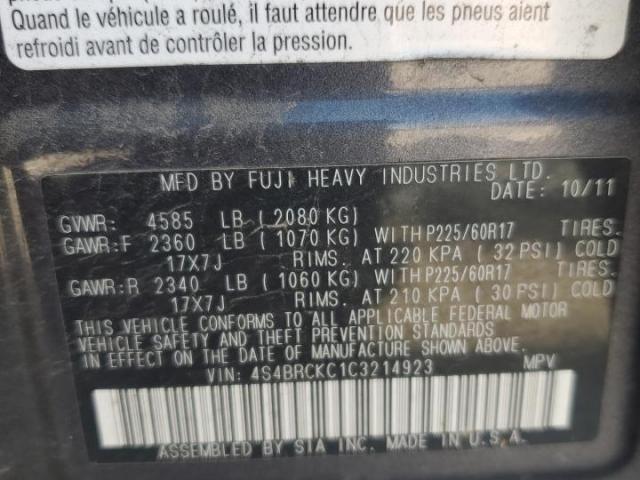 Quand le véhicule a roulé, il faut attendre que les pneus aient
refroidi avant de contrôler la pression.
MFD BY FUJI HEAVY INDUSTRIES LTD.
DATE: 10/11
GVWR: 4585 LB (2080 KG)
GAWR:F 2360 LB (1070 KG) WITH P225/60R17 TIRES.
17X7J RIMS. AT 220 KPA (32 PSI) COLD
GAWR:R 2340 LB (1060 KG) WITH P225/60R17 TIRES.
17X7J RIMS. AT 210 KPA (30 PSI) COLD
THIS VEHICLE CONFORMS TO ALL APPLICABLE FEDERAL MOTOR
VEHICLE SAFETY AND THEFT PREVENTION STANDARDS
IN EFFECT ON THE DATE OF MANUFACTURE SHOWN ABOVE.
VIN: 4S4BRCKC1C3214923 MPV
ASSEMBLED BY SIA INC. MADE IN U.S.A.